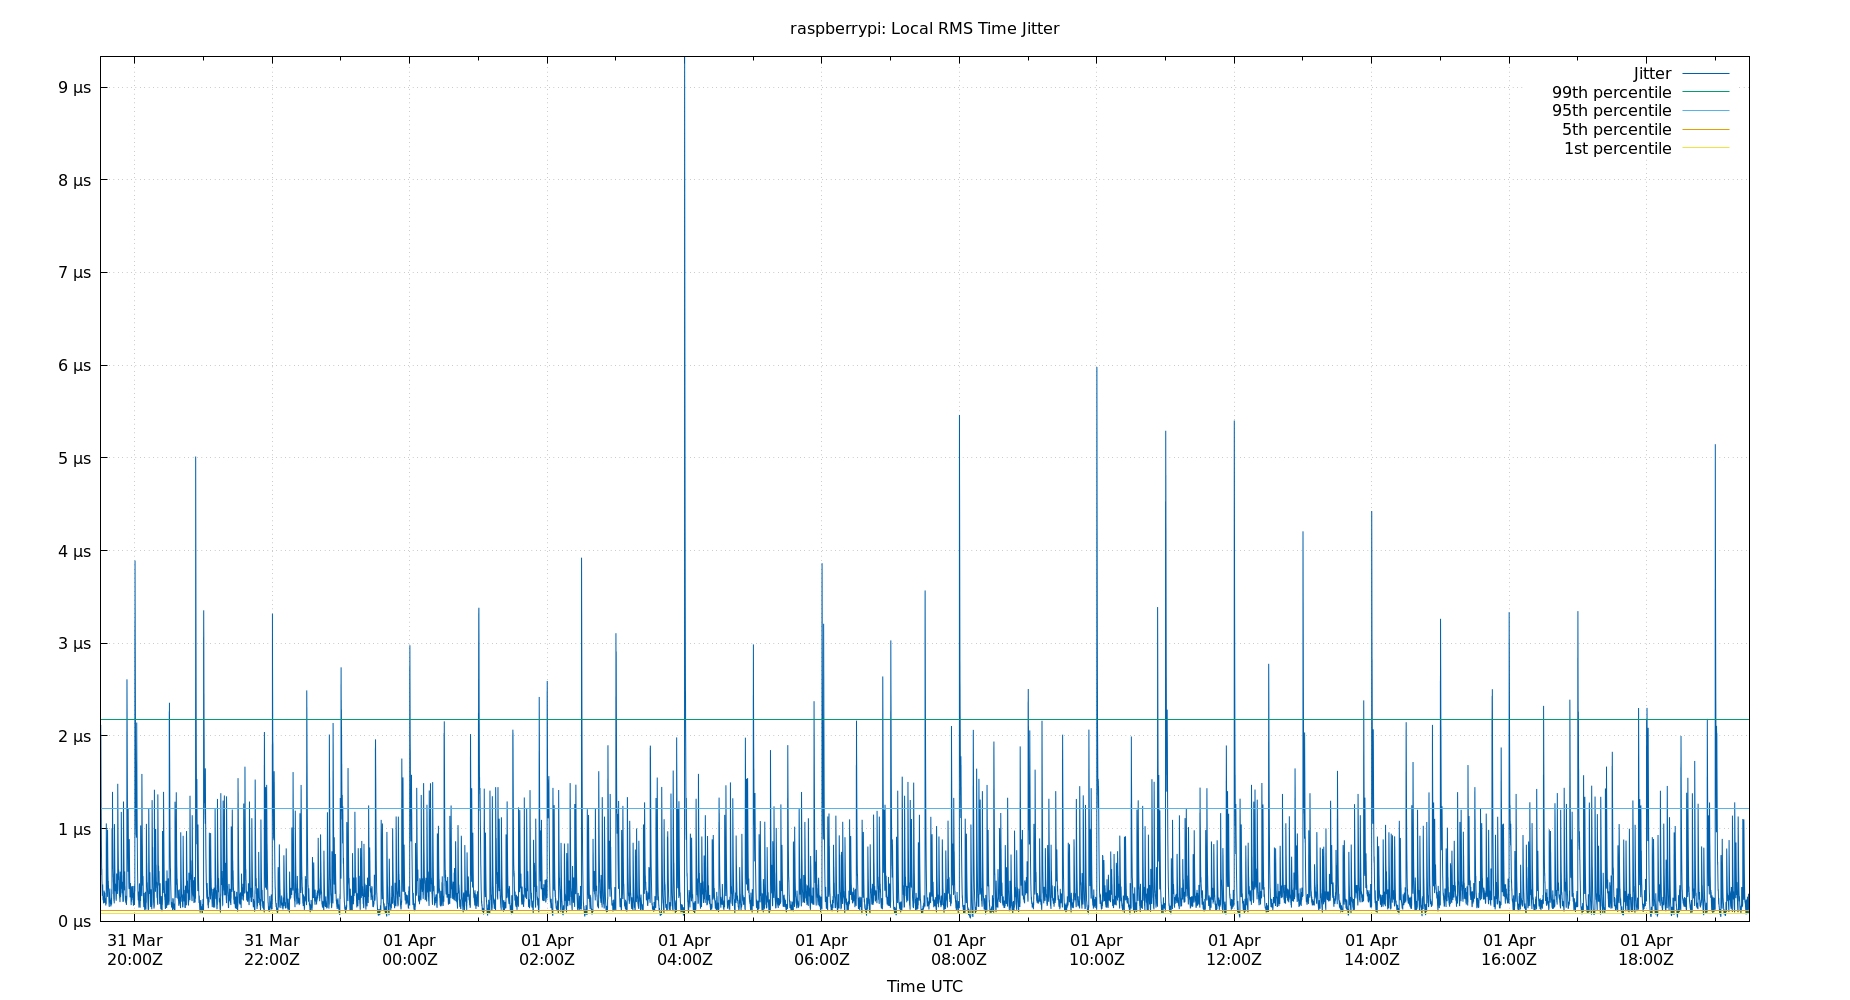 raspberrypi: Local RMS Time Jitter
Jitter
99th percentile
95th percentile
5th percentile
1st percentile
9 µs
8 µs
7 µs
6 µs
5 µs
4 µs
3 µs
2 µs
1 µs
0 µs
31 Mar 31 Mar 01 Apr 01 Apr 01 Apr 01 Apr 01 Apr 01 Apr 01 Apr 01 Apr 01 Apr 01 Apr
20:00Z 22:00Z 00:00Z 02:00Z 04:00Z 06:00Z 08:00Z 10:00Z 12:00Z 14:00Z 16:00Z 18:00Z
Time UTC